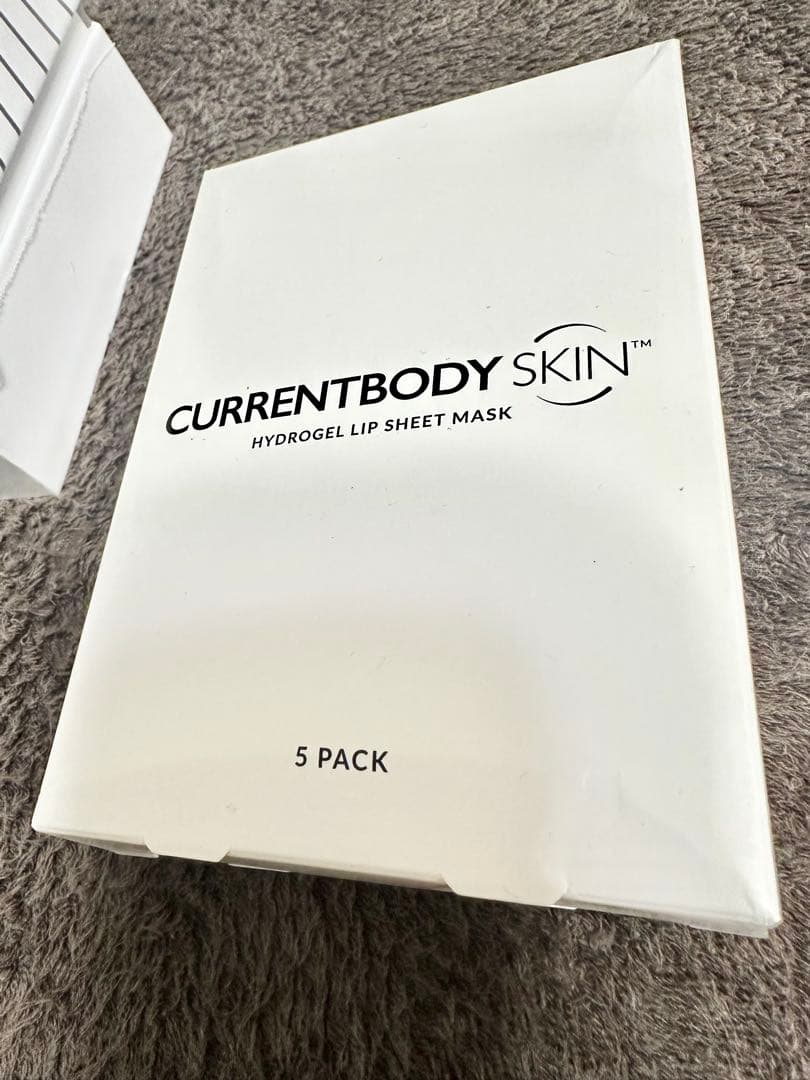 CURRENTBODY SKIN™
HYDROGEL LIP SHEET MASK
5 PACK